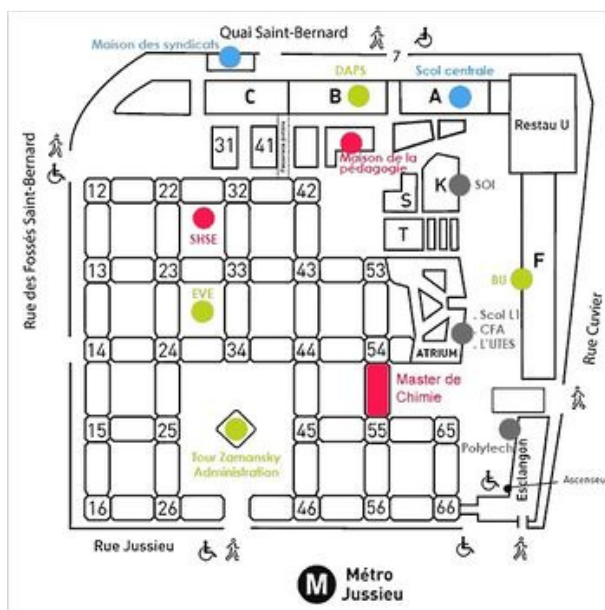 Quai Saint-Bernard
Maison des syndicats
7
DAPS
Scol centrale
C
B
A
Restau U
31
41
Maison de la
pédagogie
K
SOI
S
T
Rue des Fossés Saint-Bernard
12
22
32
42
SHSE
13
23
33
43
53
EVE
BU
F
Rue Cuvier
. Scol L1
. CFA
. L'UTES
ATRIUM
14
24
34
44
54
Master de
Chimie
15
25
45
55
65
Tour Zamansky
Administration
Polytech
Esclangon
Ascenseu
16
26
46
56
66
Rue Jussieu
M
Métro
Jussieu